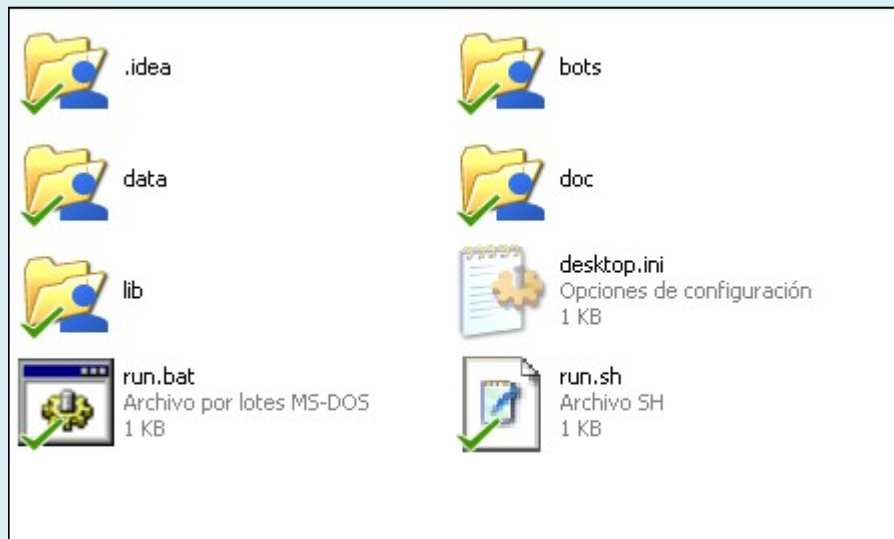 .idea
bots
data
doc
lib
desktop.ini
Opciones de configuración
1 KB
run.bat
Archivo por lotes MS-DOS
1 KB
run.sh
Archivo SH
1 KB